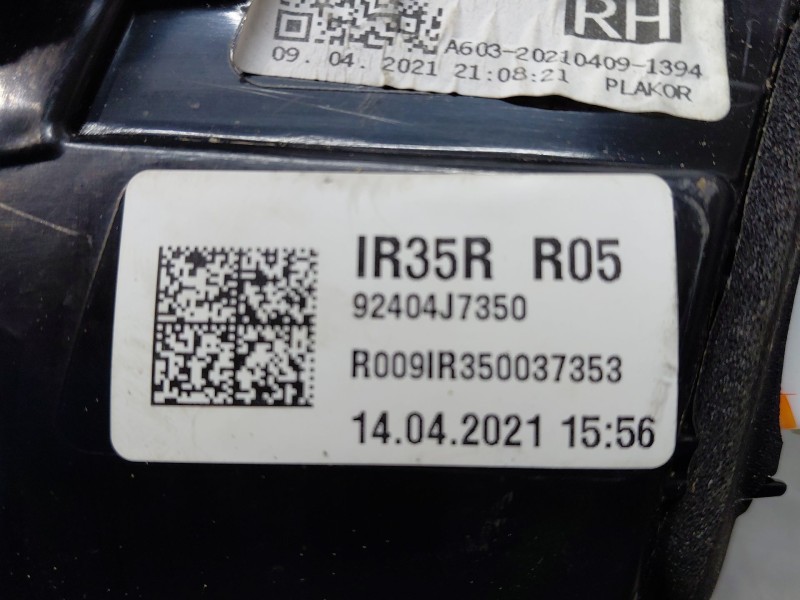 RH
A603-20210409-1394
09. 04. 2021 21:08:21 PLAKOR
IR35R R05
92404J7350
R009IR350037353
14.04.2021 15:56